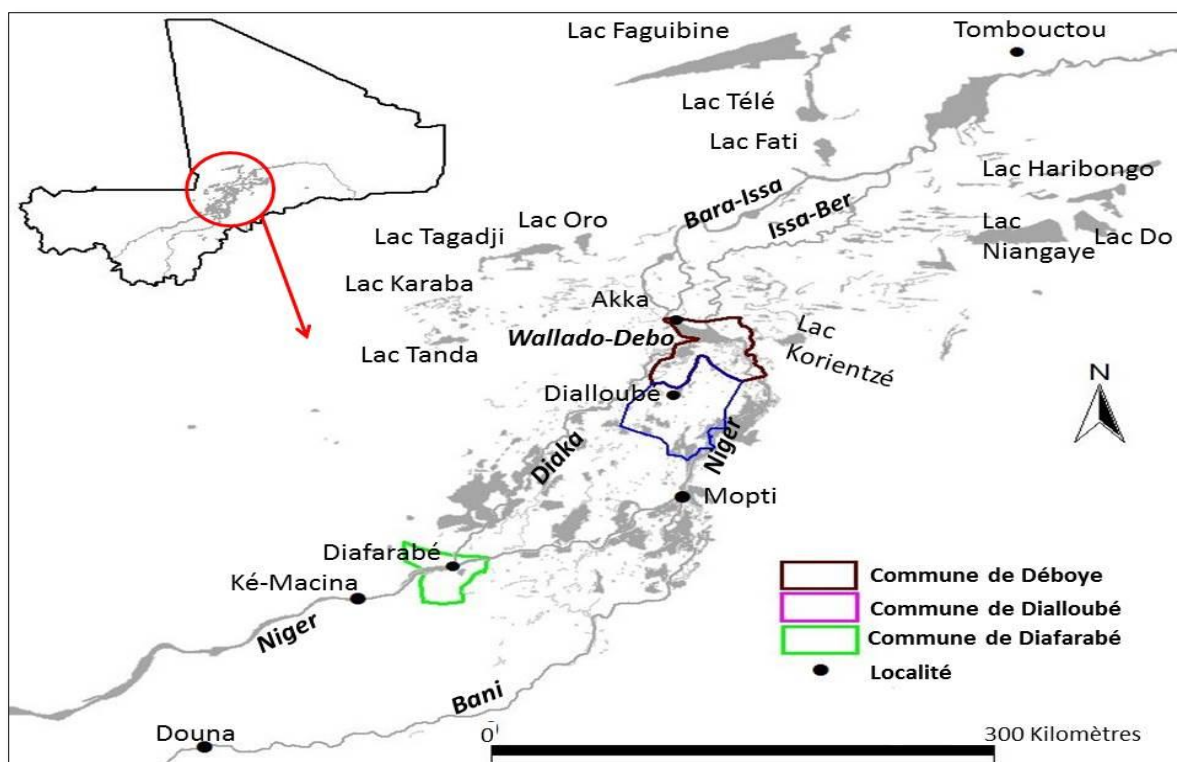 Lac Faguibine
Tombouctou
Lac Télé
Lac Fati
Lac Haribongo
Bara-Issa
Issa-Ber
Lac Oro
Lac Tagadji
Lac
Niangaye
Lac Do
Lac Karaba
Akka
Lac
Korientzé
Wallado-Debo
Lac Tanda
N
Dialloubé
Niger
Diaka
Mopti
Diafarabé
Ké-Macina
Niger
Commune de Déboye
Commune de Dialloubé
Commune de Diafarabé
Localité
Bani
Douna
0
300 Kilomètres